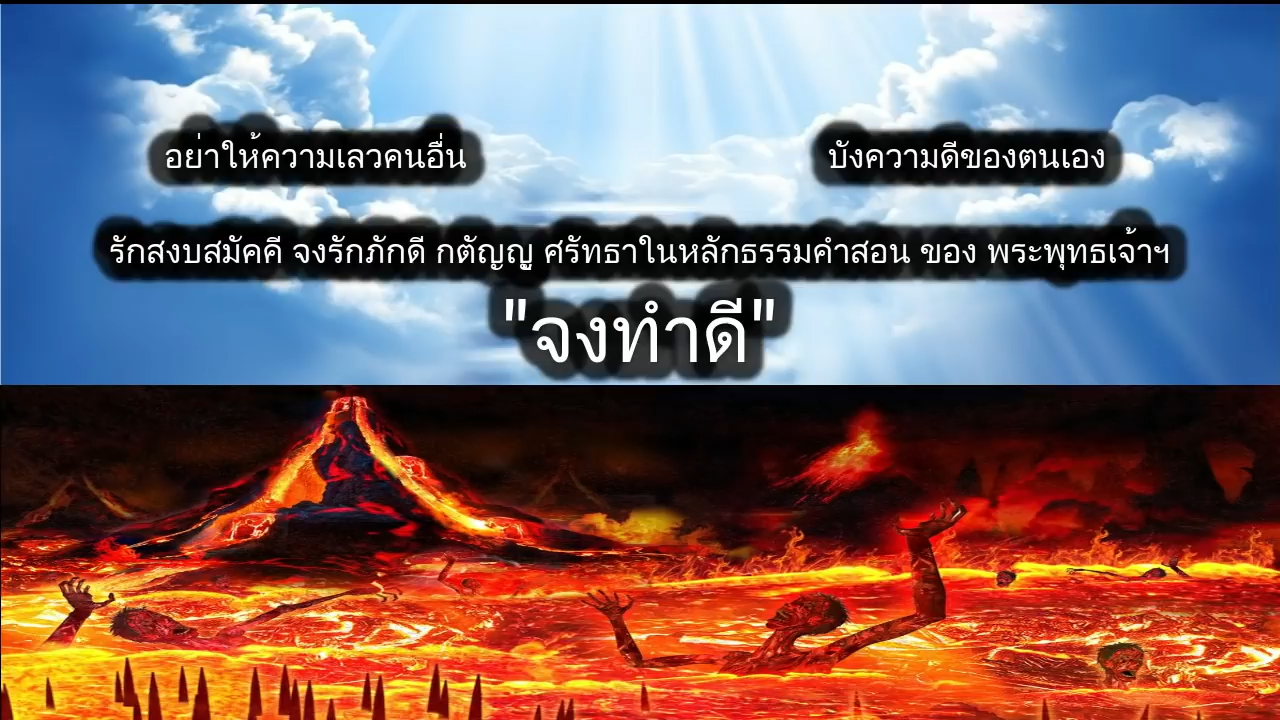 อย่าให้ความเลวคนอื่น บังความดีของตนเอง
รักสงบสมัคคี จงรักภักดี กตัญญู ศรัทธาในหลักธรรมคำสอน ของ พระพุทธเจ้าฯ
"จงทำดี"